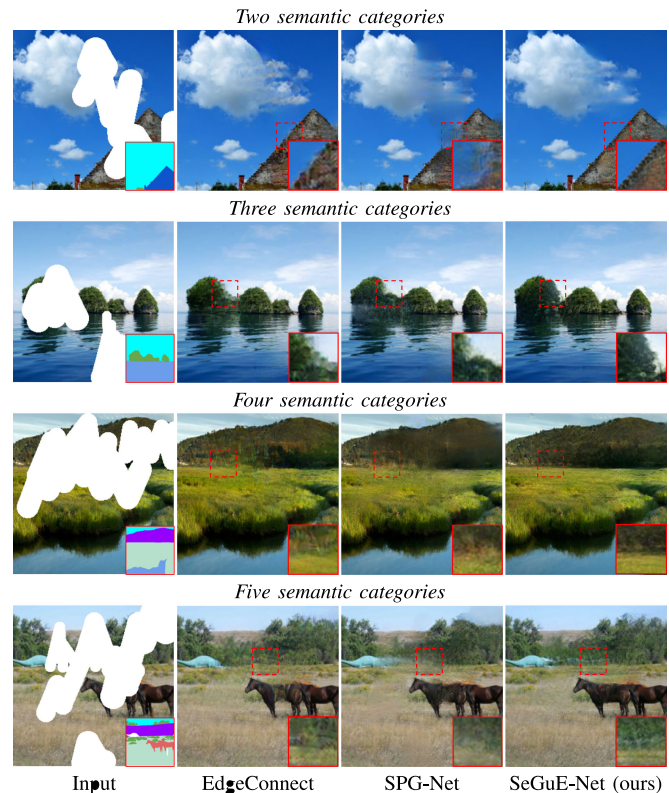 Two semantic categories
Three semantic categories
Four semantic categories
Five semantic categories
Input EdgeConnect SPG-Net SeGuE-Net (ours)